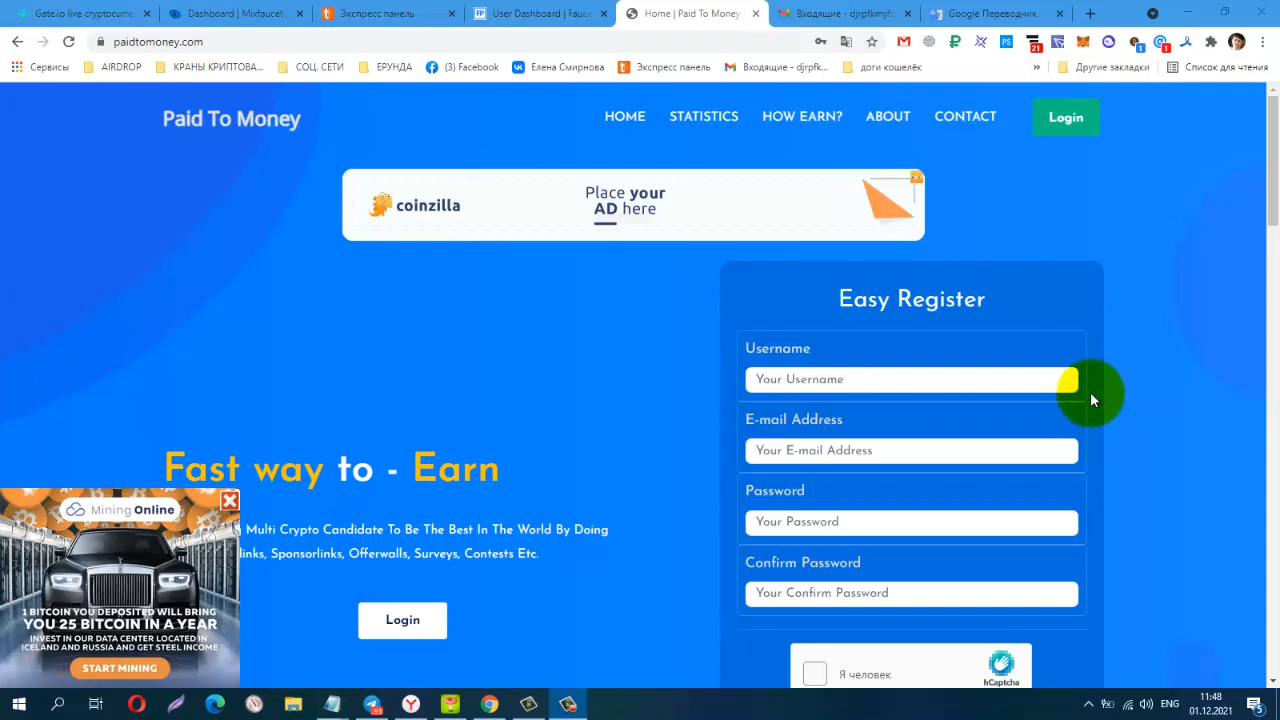 Gate.io live cryptocu
Dashboard | Mixfaucet
Экспресс панель
User Dashboard | Fauce
Home | Paid To Money
Входящие - djrpfkmyfa
Google Переводчик
paidtomoney.com
21
1
1
Сервисы
AIRDROP
КРАНЫ КРИПТОВА...
СОЦ. СЕТИ
ЕРУНДА
(3) Facebook
Елена Смирнова
Экспресс панель
Входящие - djrpfk...
доги кошелёк
»
Другие закладки
Список для чтения
Paid To Money
HOME
STATISTICS
HOW EARN?
ABOUT
CONTACT
Login
coinzilla
Place your
AD here
Easy Register
Username
Your Username
E-mail Address
Your E-mail Address
Password
Your Password
Confirm Password
Your Confirm Password
Я человек
hCaptcha
Fast way to - Earn
Multi Crypto Candidate To Be The Best In The World By Doing
links, Sponsorlinks, Offerwalls, Surveys, Contests Etc.
Login
Mining Online
1 BITCOIN YOU DEPOSITED WILL BRING
YOU 25 BITCOIN IN A YEAR
INVEST IN OUR DATA CENTER LOCATED IN
ICELAND AND RUSSIA AND GET STEEL INCOME
START MINING
ENG
11:48
01.12.2021
5